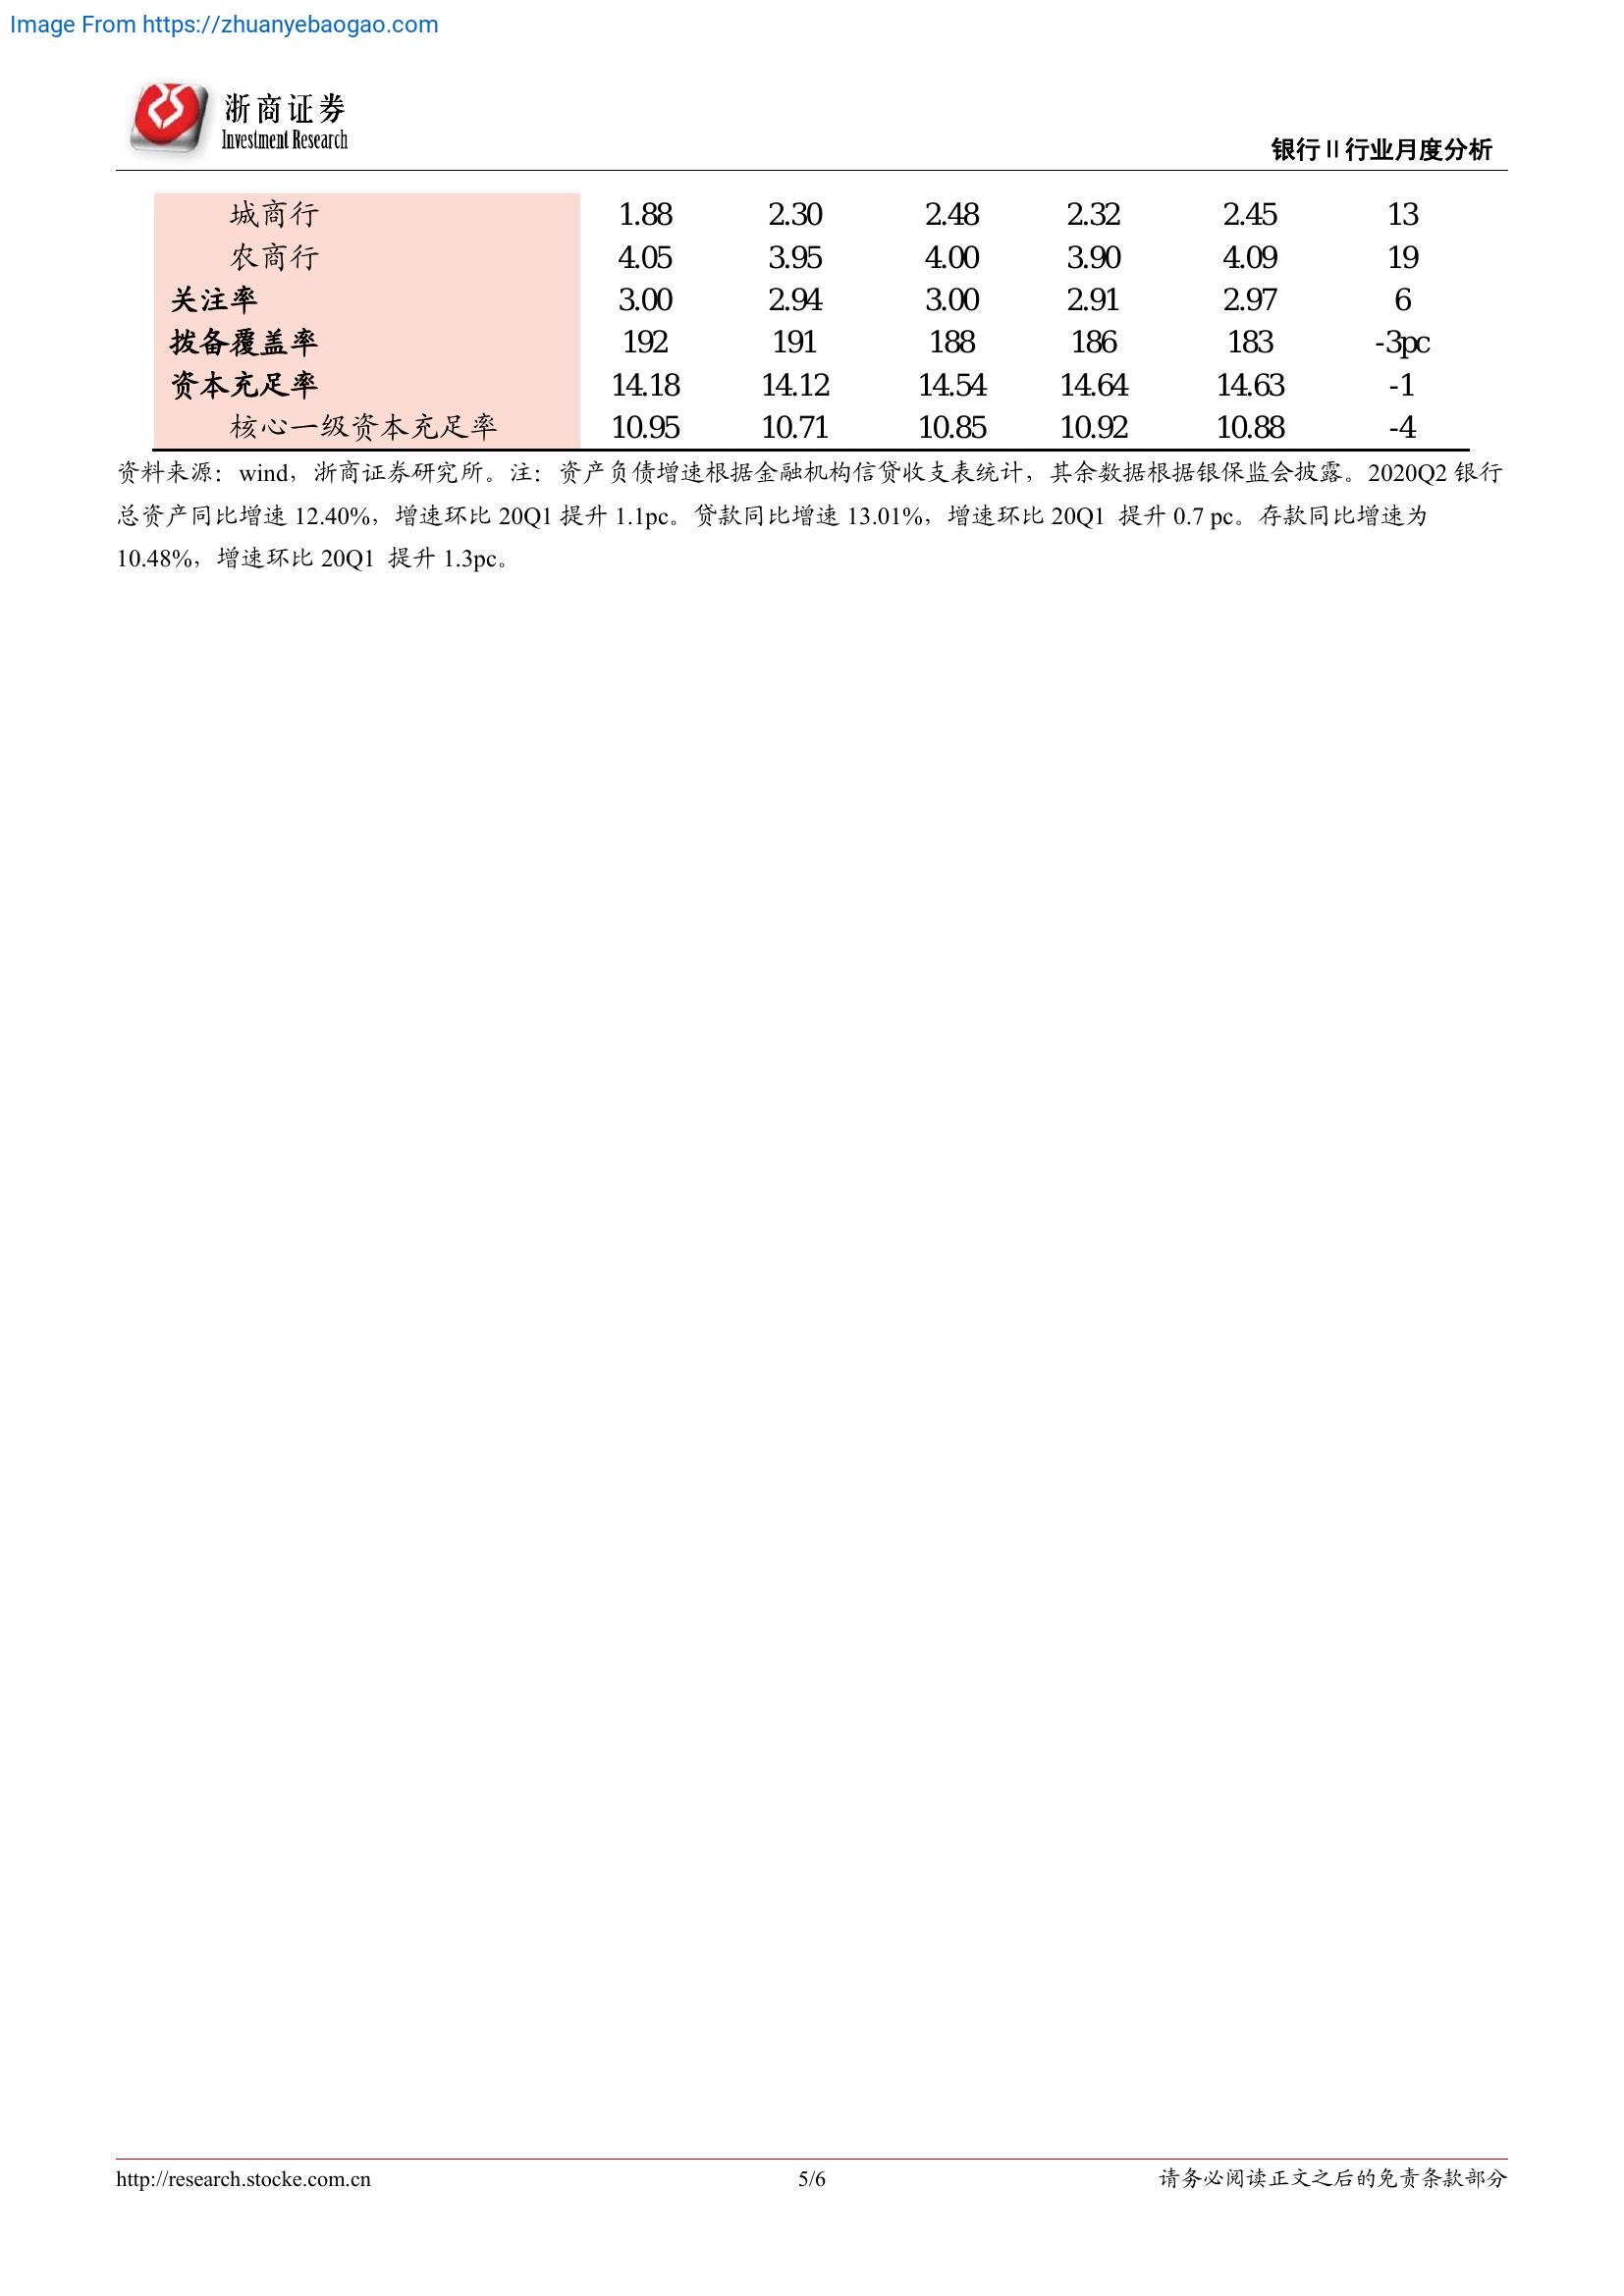 Image From https://zhuanyebaogao.com
浙商证券
Investment Research
银行Ⅱ行业月度分析
城商行 1.88 2.30 2.48 2.32 2.45 13
农商行 4.05 3.95 4.00 3.90 4.09 19
关注率 3.00 2.94 3.00 2.91 2.97 6
拨备覆盖率 192 191 188 186 183 -3pc
资本充足率 14.18 14.12 14.54 14.64 14.63 -1
核心一级资本充足率 10.95 10.71 10.85 10.92 10.88 -4
资料来源：wind，浙商证券研究所。注：资产负债增速根据金融机构信贷收支表统计，其余数据根据银保监会披露。2020Q2 银行
总资产同比增速 12.40%，增速环比 20Q1 提升 1.1pc。贷款同比增速 13.01%，增速环比 20Q1 提升 0.7 pc。存款同比增速为
10.48%，增速环比 20Q1 提升 1.3pc。
http://research.stocke.com.cn 5/6 请务必阅读正文之后的免责条款部分